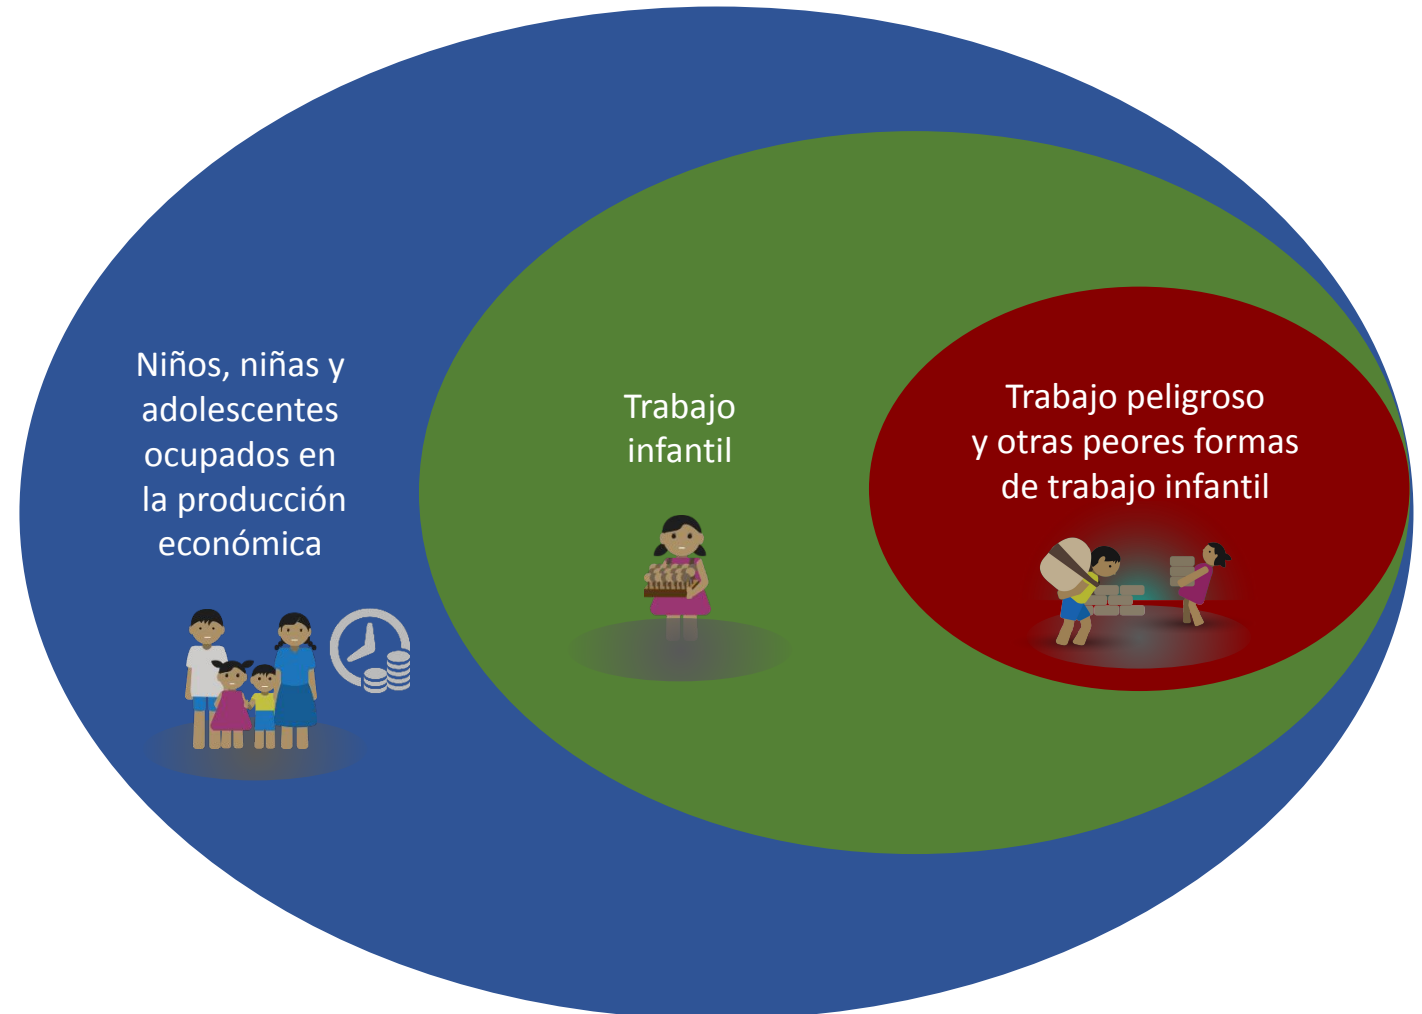 Niños, niñas y
adolescentes
ocupados en
la producción
económica
Trabajo
infantil
Trabajo peligroso
y otras peores formas
de trabajo infantil